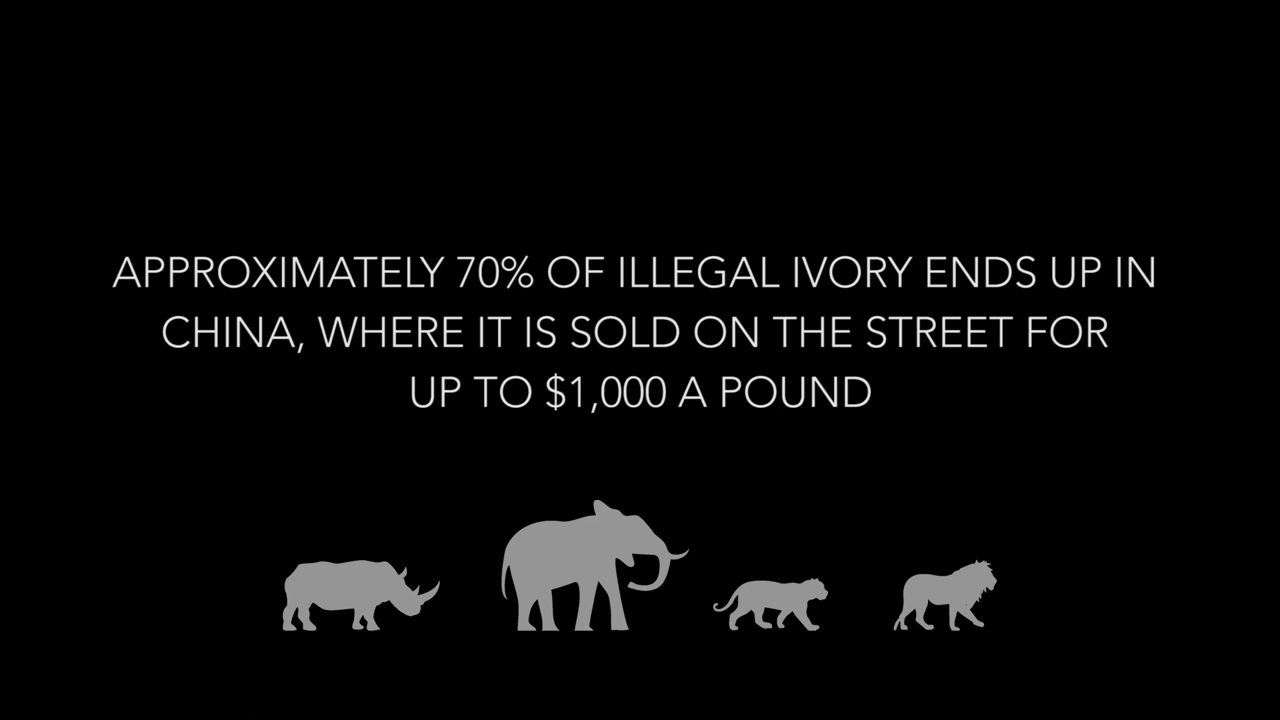 APPROXIMATELY 70% OF ILLEGAL IVORY ENDS UP IN
CHINA, WHERE IT IS SOLD ON THE STREET FOR
UP TO $1,000 A POUND